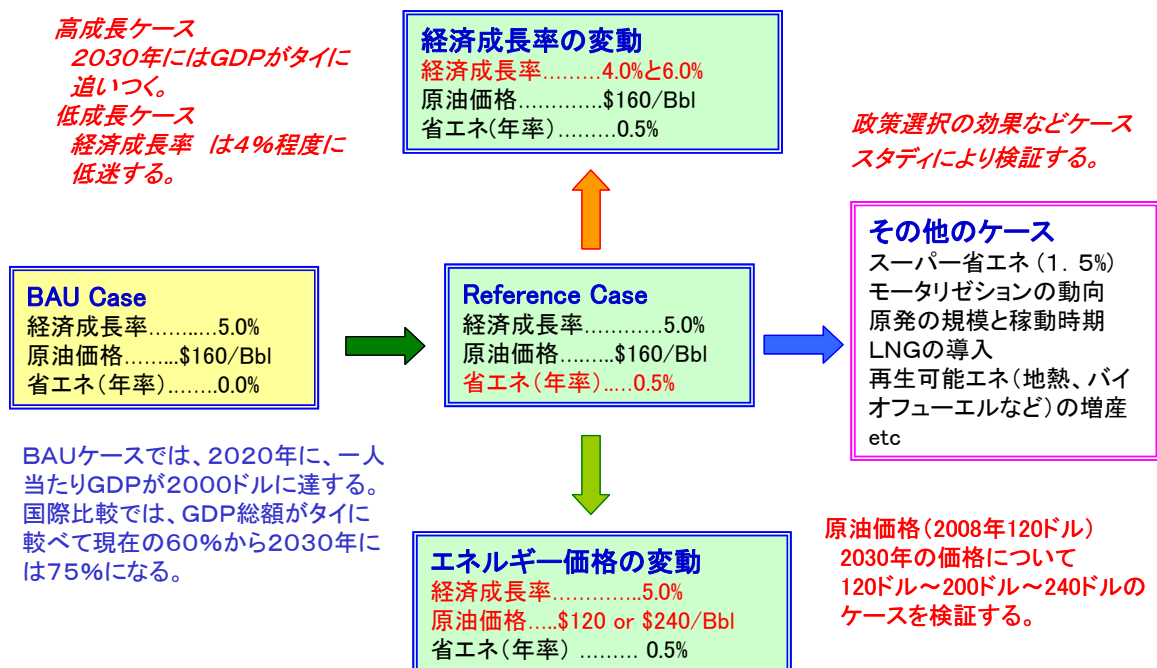 高成長ケース
2030年にはGDPがタイに
追いつく。
低成長ケース
経済成長率 は4%程度に
低迷する。
経済成長率の変動
経済成長率.........4.0%と6.0%
原油価格.............$160/Bbl
省エネ(年率).........0.5%
政策選択の効果などケース
スタディにより検証する。
BAU Case
経済成長率..........5.0%
原油価格.........$160/Bbl
省エネ(年率)........0.0%
Reference Case
経済成長率............5.0%
原油価格.........$160/Bbl
省エネ(年率).....0.5%
その他のケース
スーパー省エネ(1.5%)
モータリゼションの動向
原発の規模と稼動時期
LNGの導入
再生可能エネ(地熱、バイ
オフューエルなど)の増産
etc
BAUケースでは、2020年に、一人
当たりGDPが2000ドルに達する。
国際比較では、GDP総額がタイに
較べて現在の60%から2030年に
は75%になる。
エネルギー価格の変動
経済成長率..............5.0%
原油価格.....$120 or $240/Bbl
省エネ(年率) ......... 0.5%
原油価格(2008年120ドル)
2030年の価格について
120ドル~200ドル~240ドルの
ケースを検証する。